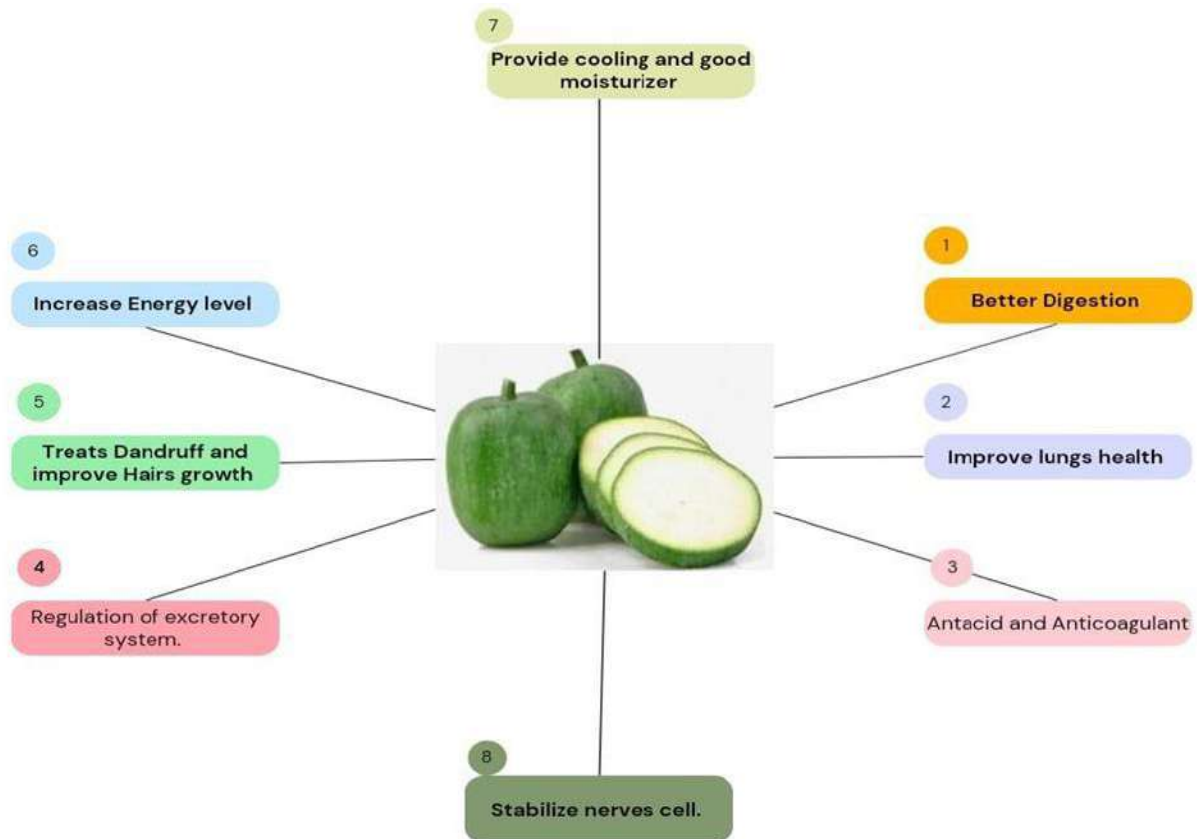 7
Provide cooling and good
moisturizer
6
Increase Energy level
1
Better Digestion
5
Treats Dandruff and
improve Hairs growth
2
Improve lungs health
4
Regulation of excretory
system.
3
Antacid and Anticoagulant
8
Stabilize nerves cell.